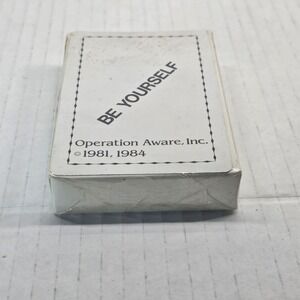 BE YOURSELF
Operation Aware, Inc.
©1981, 1984